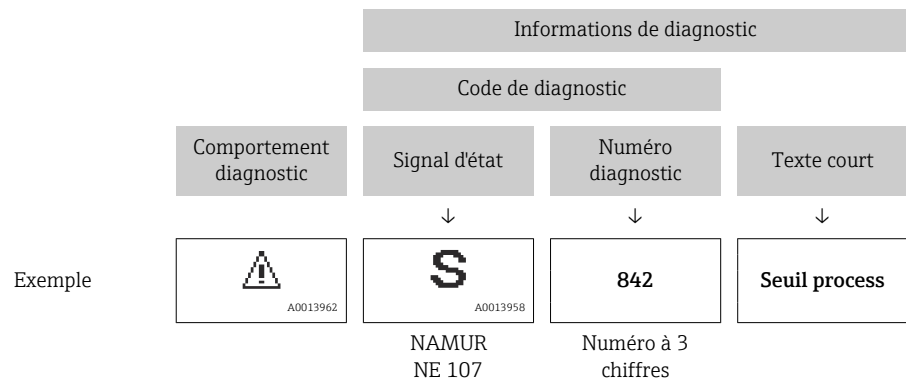 Informations de diagnostic
Code de diagnostic
Comportement
diagnostic
Signal d'état
Numéro
diagnostic
Texte court
↓ ↓ ↓
Exemple
⚠
A0013962
S
A0013958
842
Seuil process
NAMUR
NE 107
Numéro à 3
chiffres